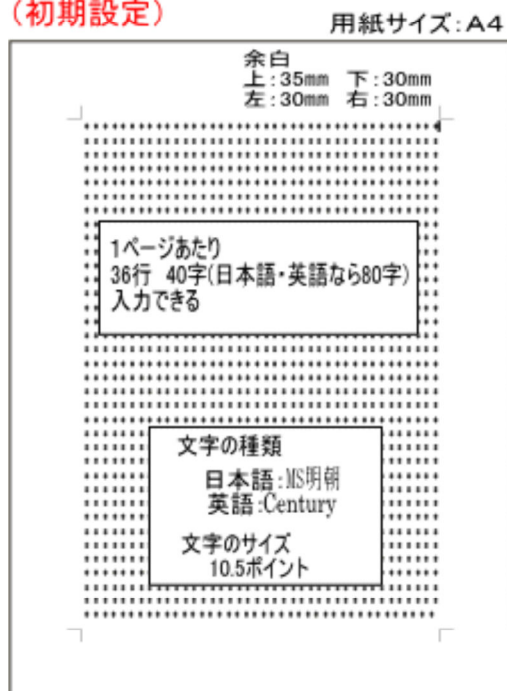 (初期設定)
用紙サイズ:A4
余白
上:35mm 下:30mm
左:30mm 右:30mm
1ページあたり
36行 40字(日本語・英語なら80字)
入力できる
文字の種類
日本語:MS明朝
英語:Century
文字のサイズ
10.5ポイント